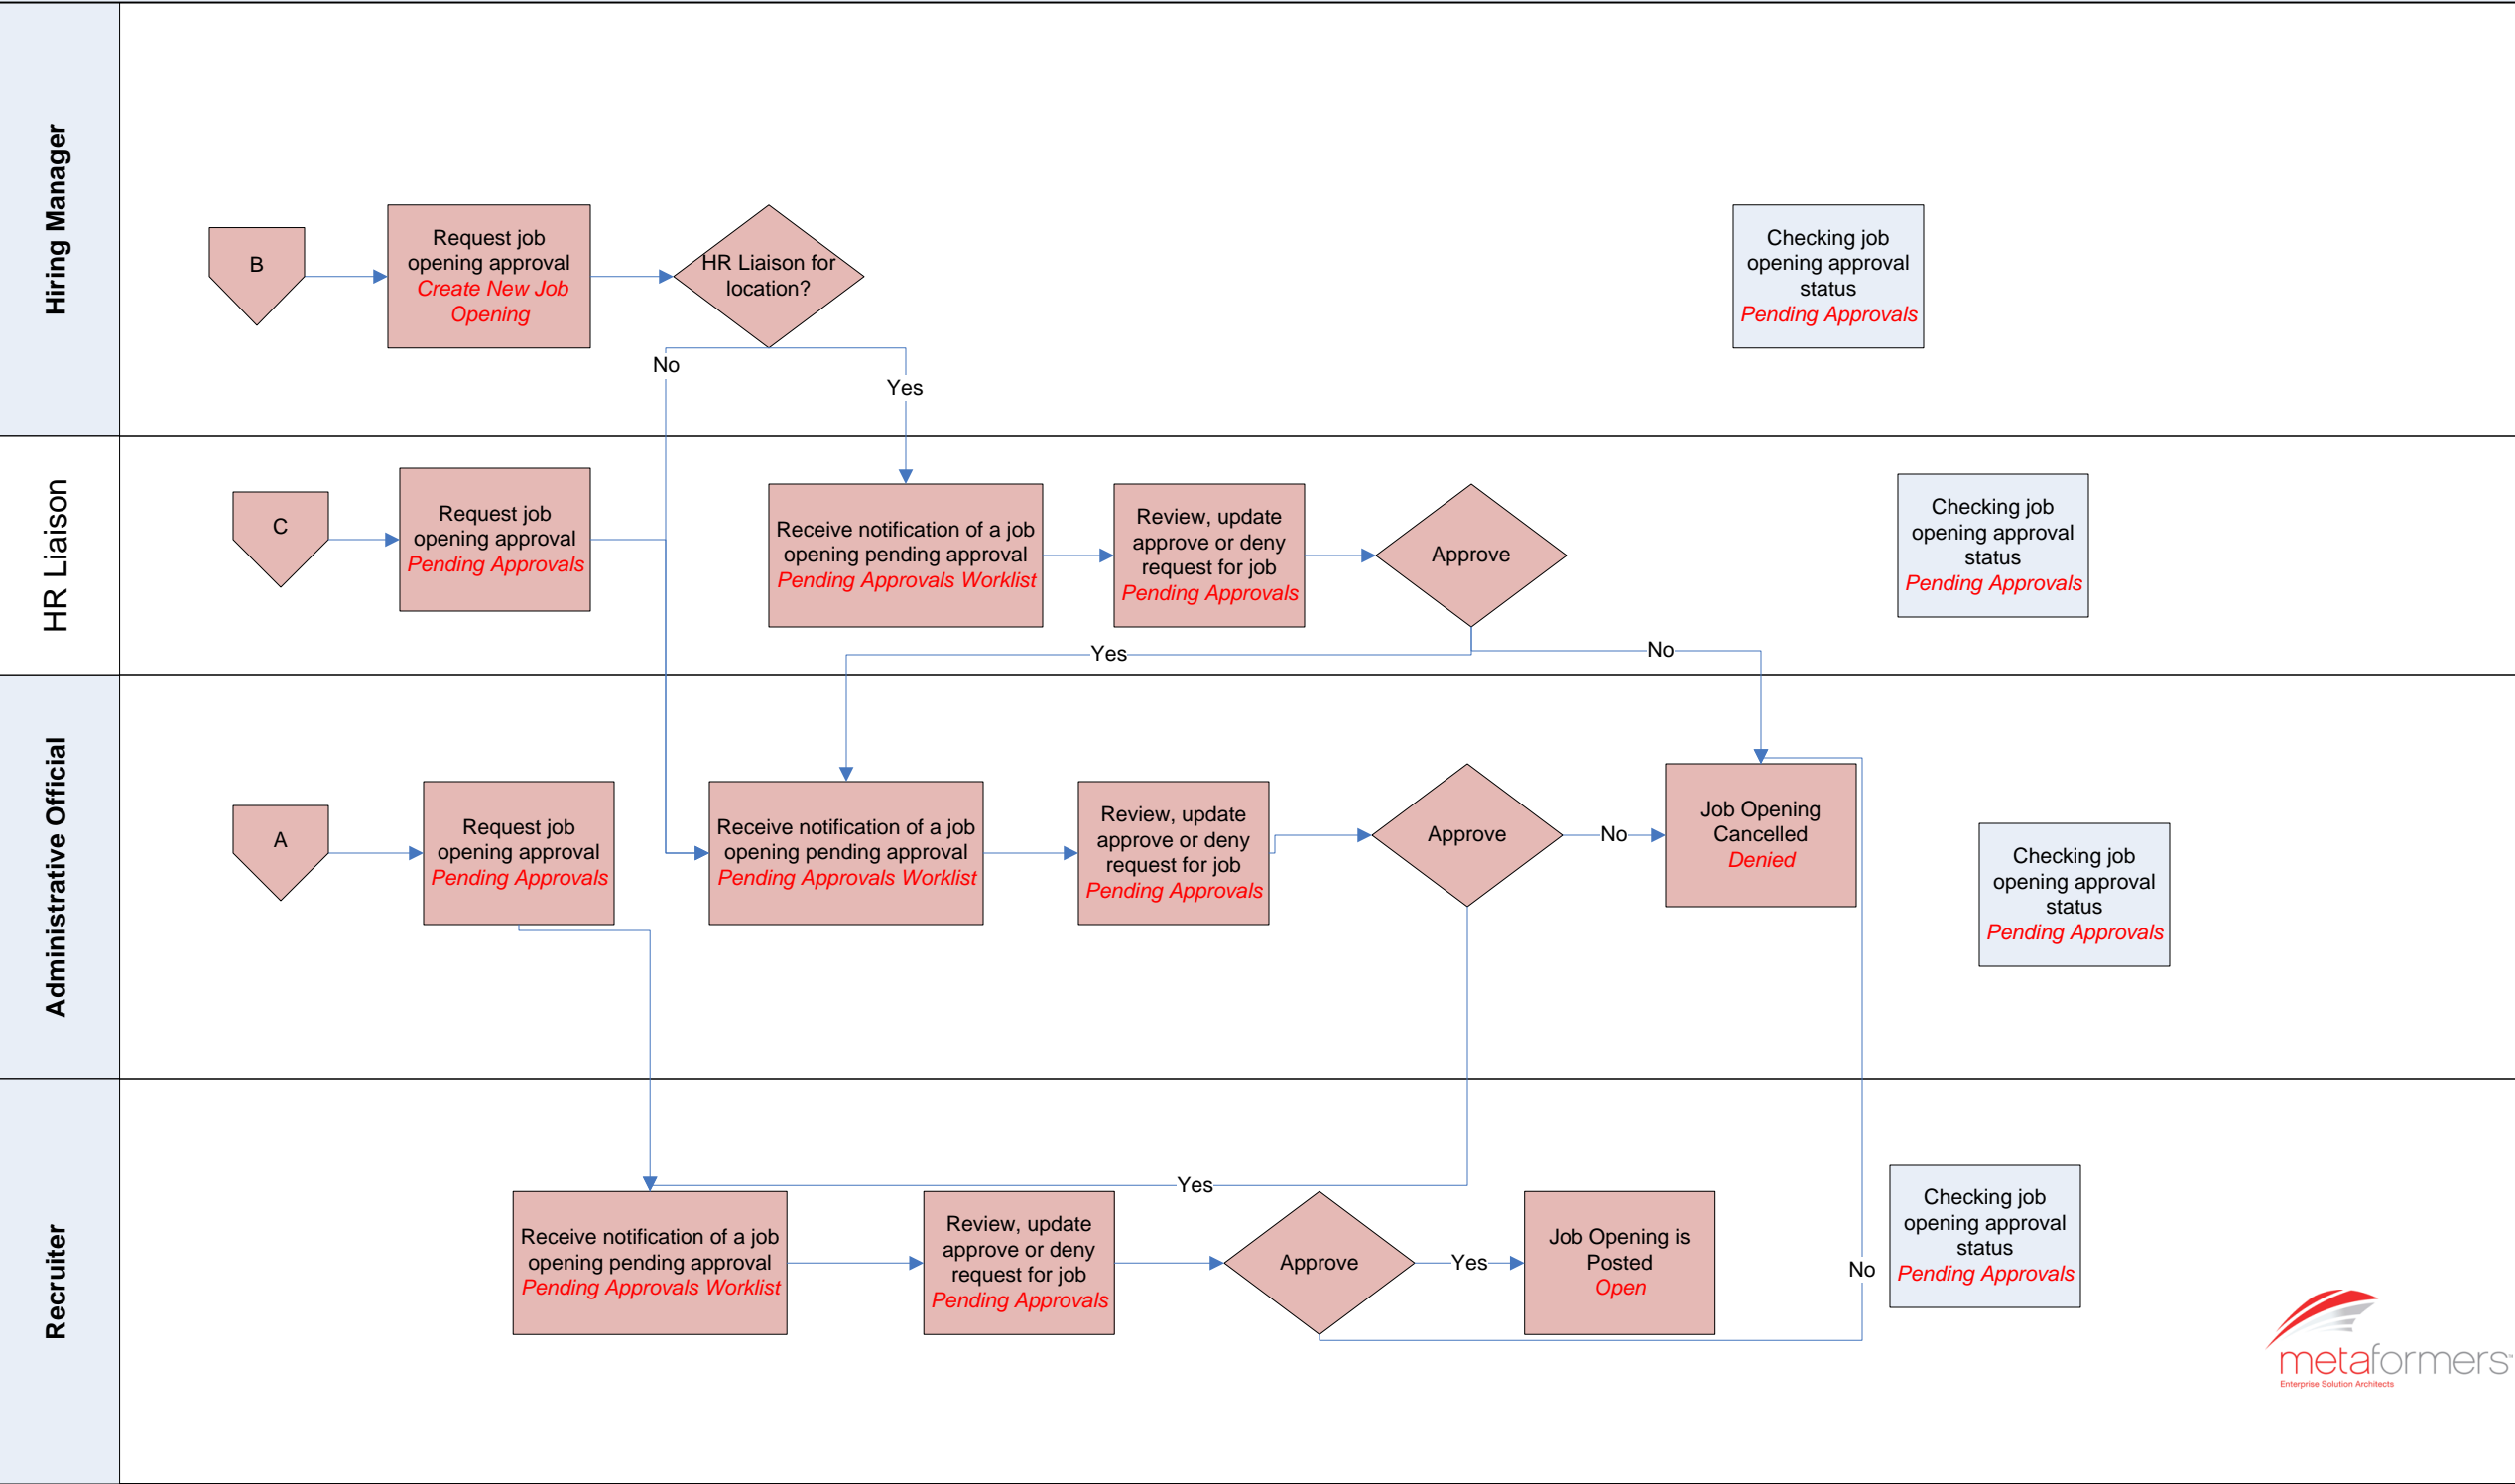 Hiring Manager
B
Request job
opening approval
Create New Job
Opening
HR Liaison for
location?
Checking job
opening approval
status
Pending Approvals
No
Yes
HR Liaison
C
Request job
opening approval
Pending Approvals
Receive notification of a job
opening pending approval
Pending Approvals Worklist
Review, update
approve or deny
request for job
Pending Approvals
Approve
Checking job
opening approval
status
Pending Approvals
Yes
No
Administrative Official
A
Request job
opening approval
Pending Approvals
Receive notification of a job
opening pending approval
Pending Approvals Worklist
Review, update
approve or deny
request for job
Pending Approvals
Approve
No
Job Opening
Cancelled
Denied
Checking job
opening approval
status
Pending Approvals
Yes
Recruiter
Receive notification of a job
opening pending approval
Pending Approvals Worklist
Review, update
approve or deny
request for job
Pending Approvals
Approve
Yes
Job Opening is
Posted
Open
No
Checking job
opening approval
status
Pending Approvals
metaformers™
Enterprise Solution Architects